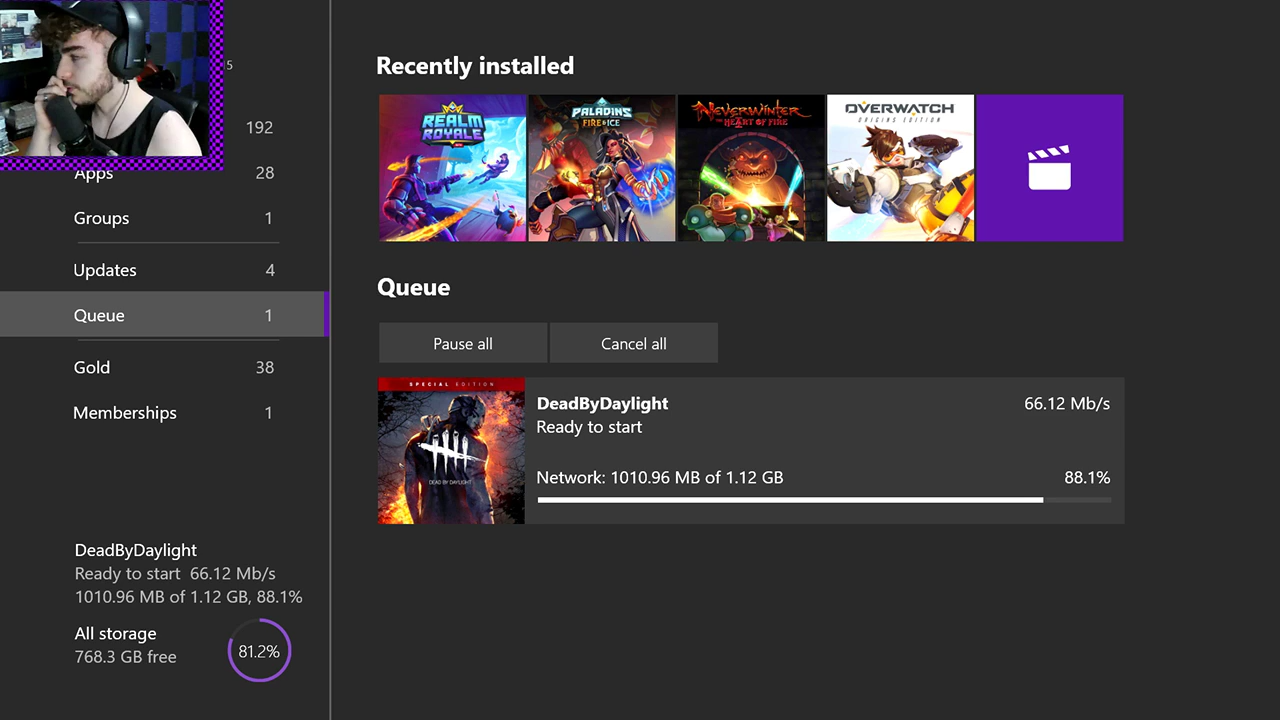 5
192
Apps 28
Groups 1
Updates 4
Queue 1
Gold 38
Memberships 1
DeadByDaylight
Ready to start 66.12 Mb/s
1010.96 MB of 1.12 GB, 88.1%
All storage
768.3 GB free
81.2%
Recently installed
REALM
ROYALE
PALADINS
FIRE & ICE
NEVERWINTER
THE HEART OF FIRE
OVERWATCH
ORIGINS EDITION
Queue
Pause all Cancel all
SPECIAL EDITION
DEAD BY DAYLIGHT
DeadByDaylight 66.12 Mb/s
Ready to start
Network: 1010.96 MB of 1.12 GB 88.1%